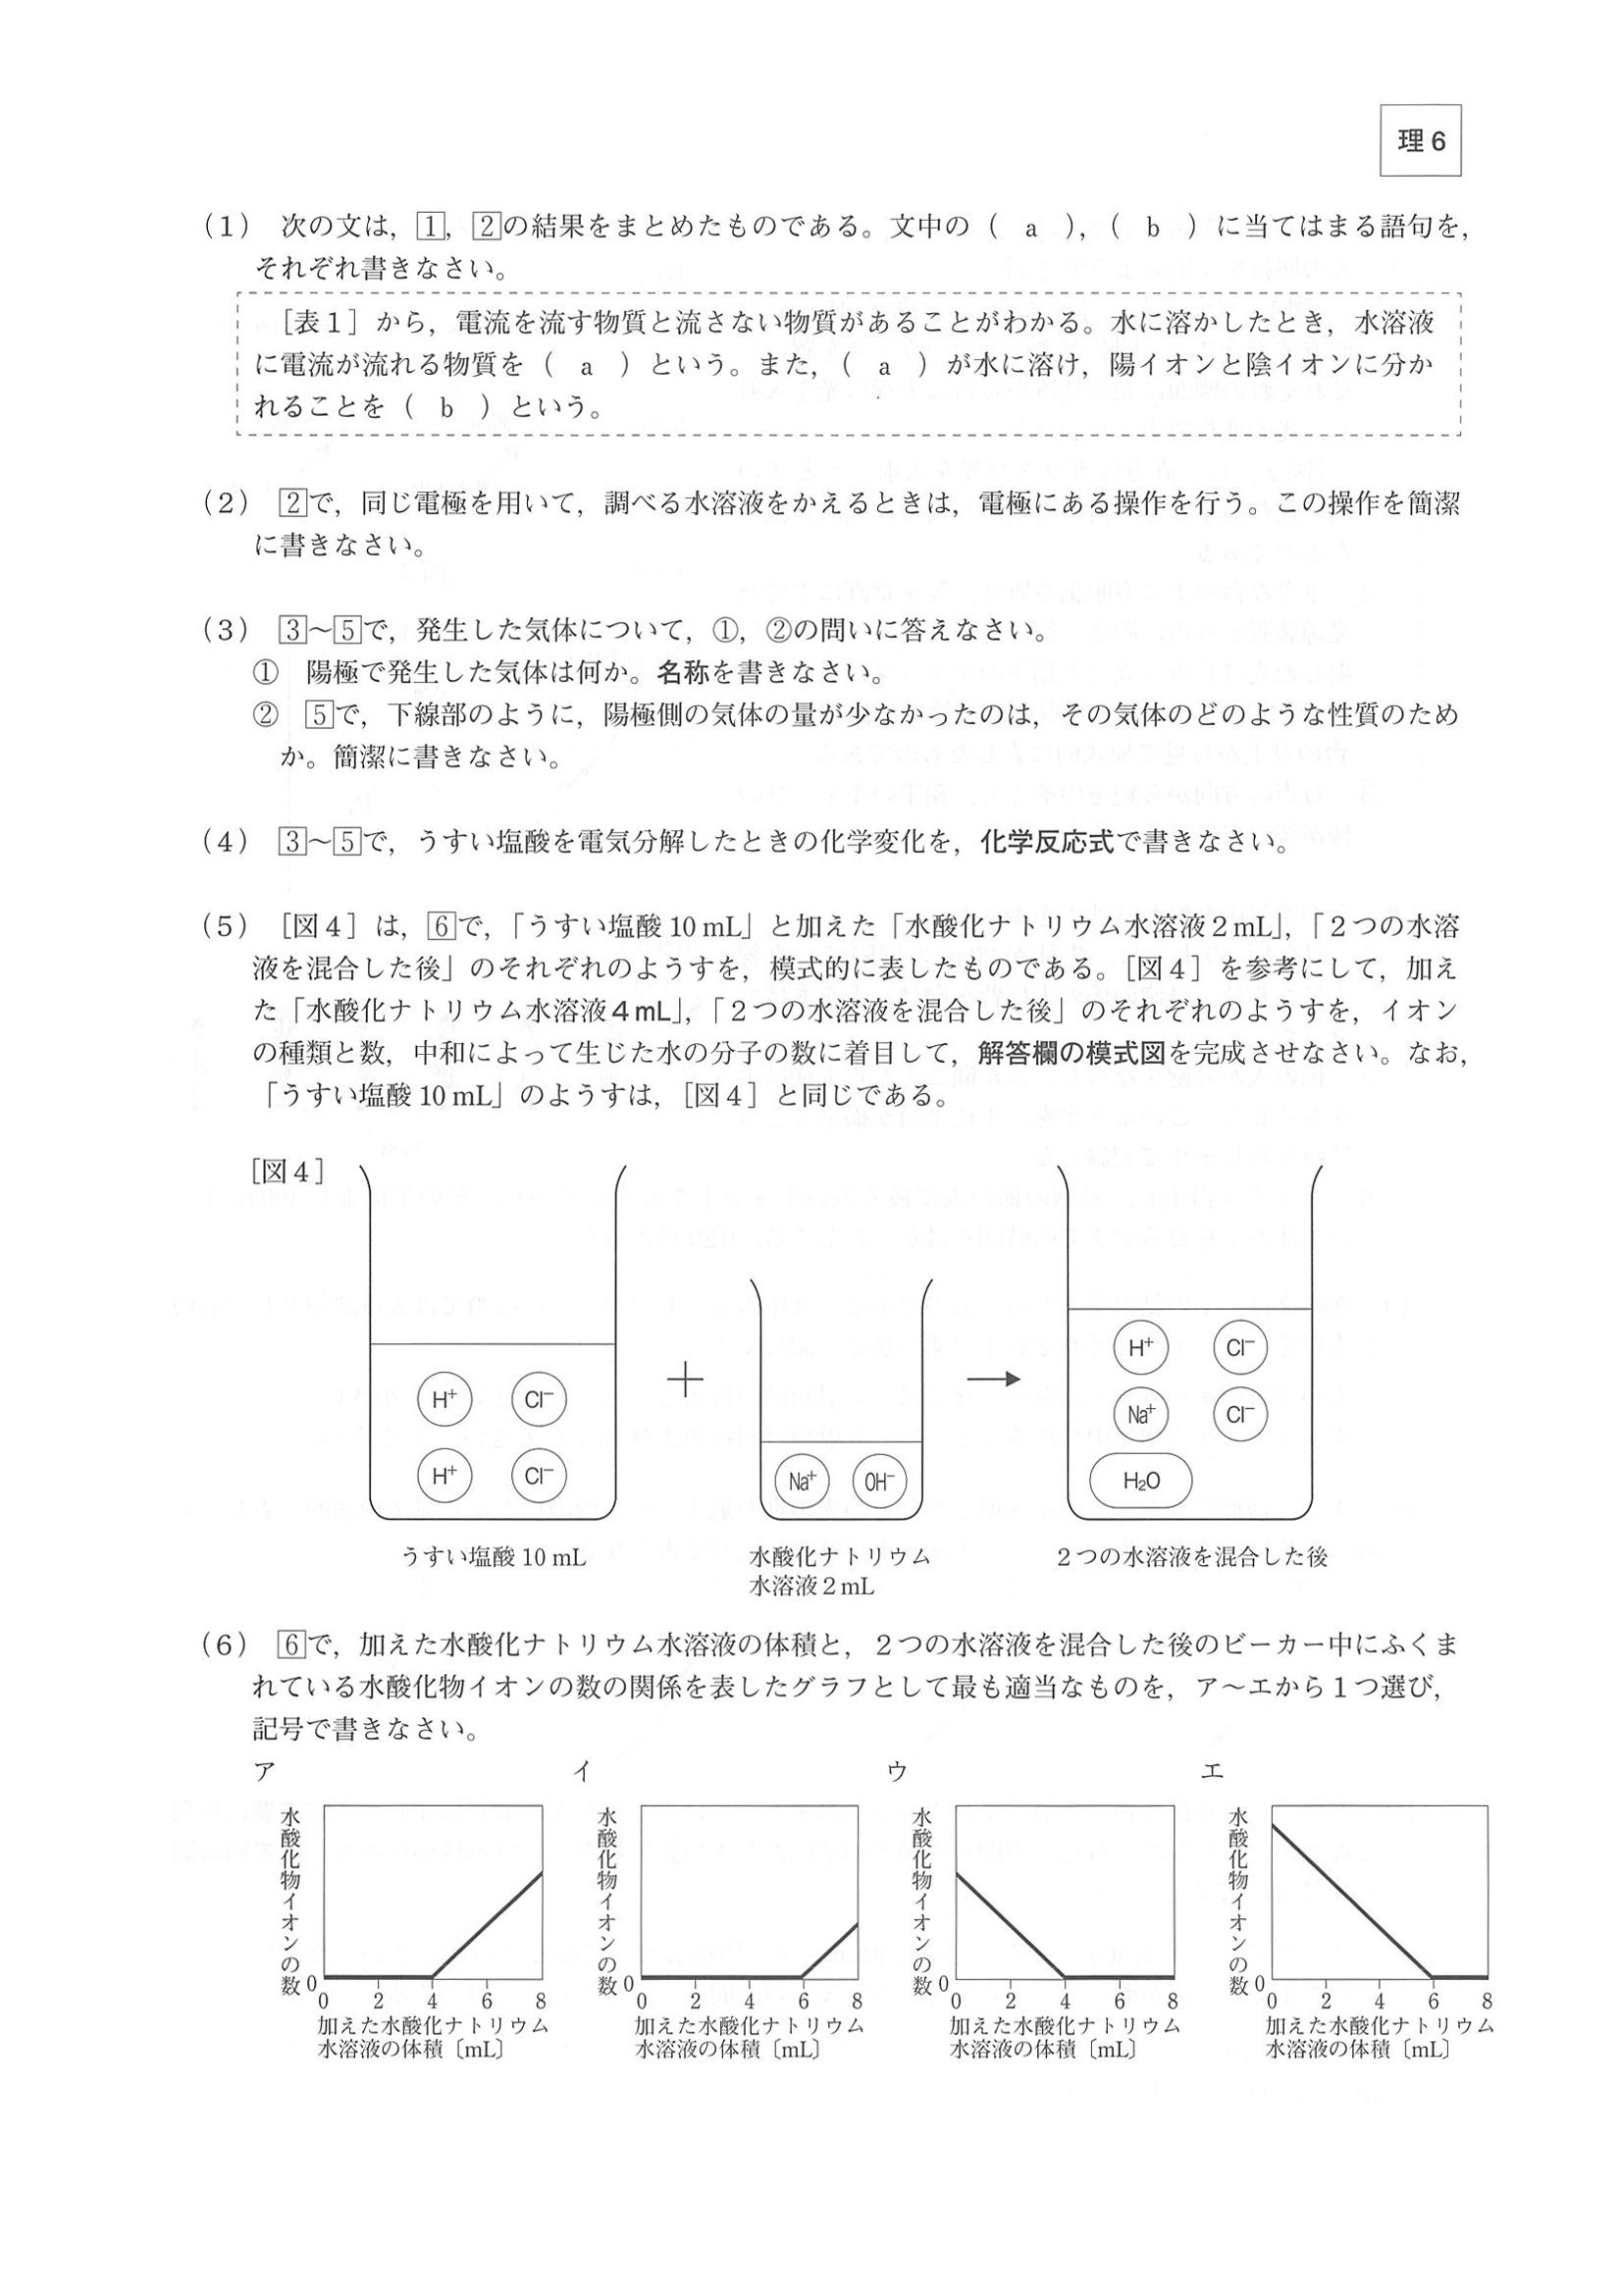 理6
(1) 次の文は,1,2の結果をまとめたものである。文中の( a ),( b )に当てはまる語句を,
それぞれ書きなさい。
[表1]から,電流を流す物質と流さない物質があることがわかる。水に溶かしたとき,水溶液
に電流が流れる物質を( a )という。また,( a )が水に溶け,陽イオンと陰イオンに分か
れることを( b )という。
(2) 2で,同じ電極を用いて,調べる水溶液をかえるときは,電極にある操作を行う。この操作を簡潔
に書きなさい。
(3) 3~5で,発生した気体について,①,②の問いに答えなさい。
① 陽極で発生した気体は何か。名称を書きなさい。
② 5で,下線部のように,陽極側の気体の量が少なかったのは,その気体のどのような性質のため
か。簡潔に書きなさい。
(4) 3~5で,うすい塩酸を電気分解したときの化学変化を,化学反応式で書きなさい。
(5) [図4]は,6で,「うすい塩酸10mL」と加えた「水酸化ナトリウム水溶液2mL」,「2つの水溶
液を混合した後」のそれぞれのようすを,模式的に表したものである。[図4]を参考にして,加え
た「水酸化ナトリウム水溶液4mL」,「2つの水溶液を混合した後」のそれぞれのようすを,イオン
の種類と数,中和によって生じた水の分子の数に着目して,解答欄の模式図を完成させなさい。なお,
「うすい塩酸10mL」のようすは,[図4]と同じである。
[図4]
H⁺ Cl⁻
H⁺ Cl⁻
うすい塩酸10mL
+
Na⁺ OH⁻
水酸化ナトリウム
水溶液2mL
→
H⁺ Cl⁻
Na⁺ Cl⁻
H₂O
2つの水溶液を混合した後
(6) 6で,加えた水酸化ナトリウム水溶液の体積と,2つの水溶液を混合した後のビーカー中にふくま
れている水酸化物イオンの数の関係を表したグラフとして最も適当なものを,ア~エから1つ選び,
記号で書きなさい。
ア
水酸化物イオンの数
0
0 2 4 6 8
加えた水酸化ナトリウム
水溶液の体積〔mL〕
イ
水酸化物イオンの数
0
0 2 4 6 8
加えた水酸化ナトリウム
水溶液の体積〔mL〕
ウ
水酸化物イオンの数
0
0 2 4 6 8
加えた水酸化ナトリウム
水溶液の体積〔mL〕
エ
水酸化物イオンの数
0
0 2 4 6 8
加えた水酸化ナトリウム
水溶液の体積〔mL〕